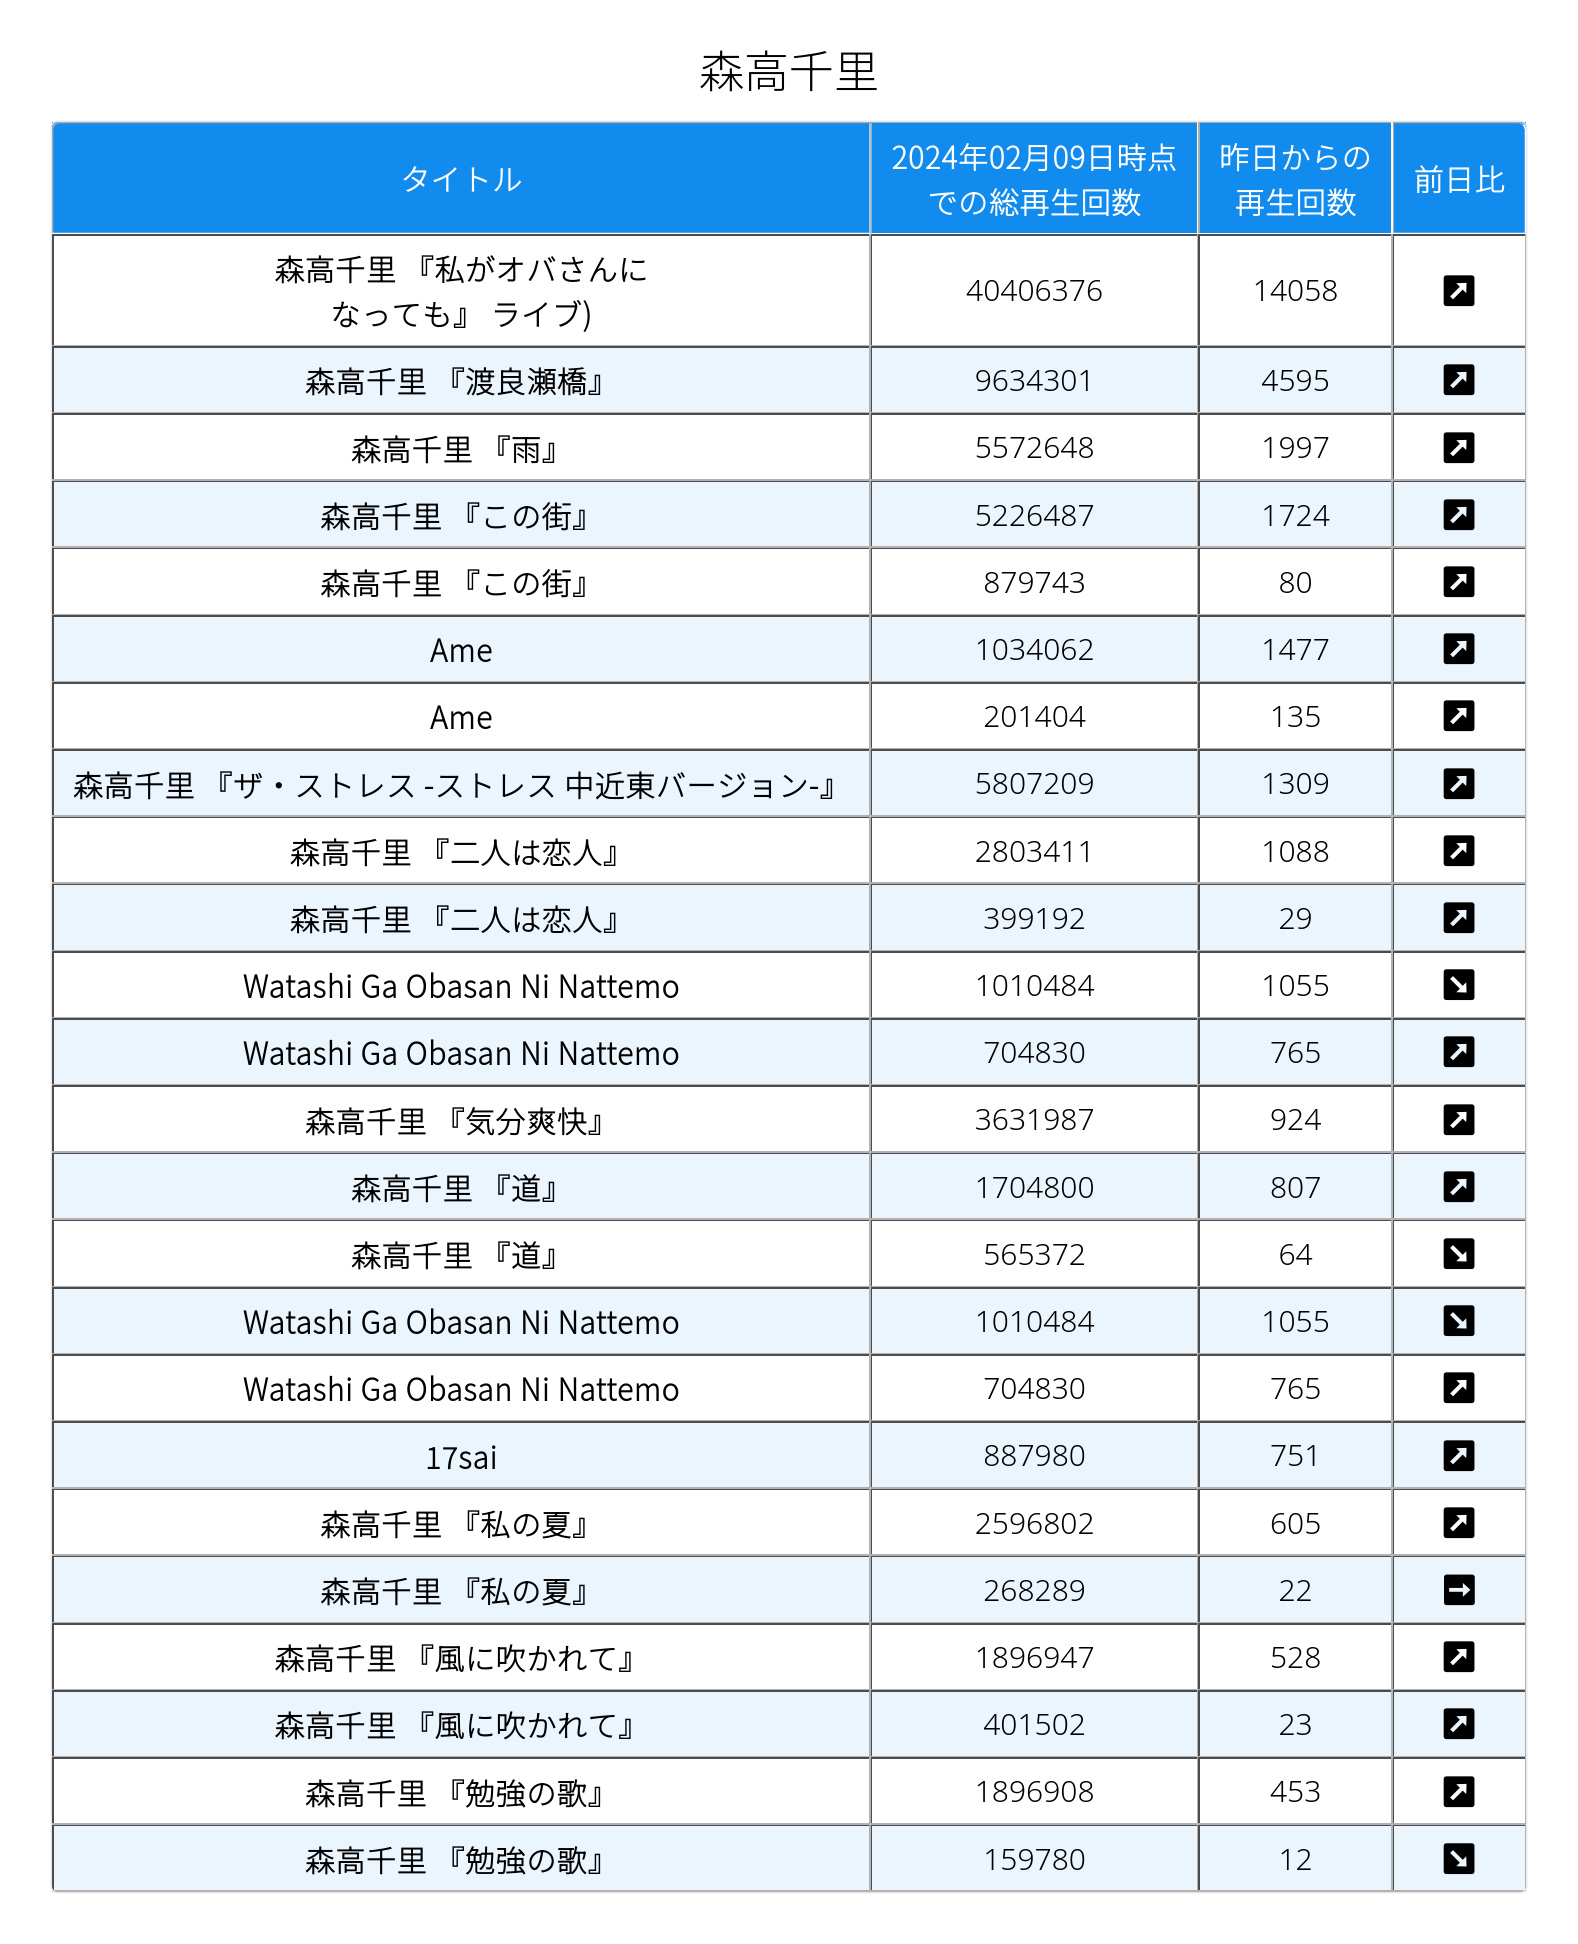 森高千里
タイトル
2024年02月09日時点
での総再生回数
昨日からの
再生回数
前日比
森高千里 『私がオバさんに
なっても』 ライブ)
40406376
14058
森高千里 『渡良瀬橋』
9634301
4595
森高千里 『雨』
5572648
1997
森高千里 『この街』
5226487
1724
森高千里 『この街』
879743
80
Ame
1034062
1477
Ame
201404
135
森高千里 『ザ・ストレス -ストレス 中近東バージョン-』
5807209
1309
森高千里 『二人は恋人』
2803411
1088
森高千里 『二人は恋人』
399192
29
Watashi Ga Obasan Ni Nattemo
1010484
1055
Watashi Ga Obasan Ni Nattemo
704830
765
森高千里 『気分爽快』
3631987
924
森高千里 『道』
1704800
807
森高千里 『道』
565372
64
Watashi Ga Obasan Ni Nattemo
1010484
1055
Watashi Ga Obasan Ni Nattemo
704830
765
17sai
887980
751
森高千里 『私の夏』
2596802
605
森高千里 『私の夏』
268289
22
森高千里 『風に吹かれて』
1896947
528
森高千里 『風に吹かれて』
401502
23
森高千里 『勉強の歌』
1896908
453
森高千里 『勉強の歌』
159780
12